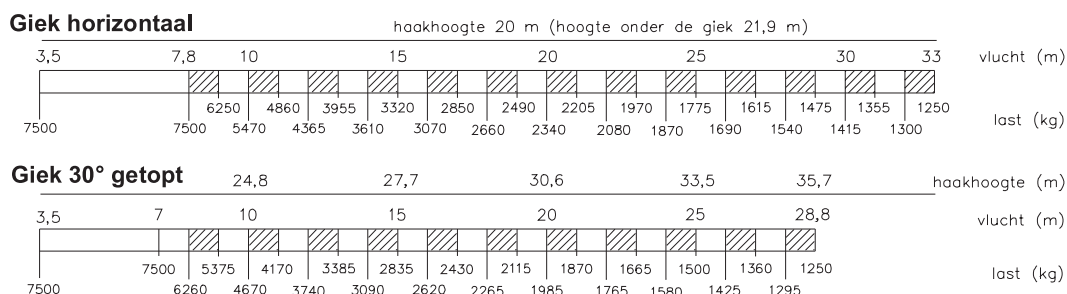 Giek horizontaal haakhoogte 20 m (hoogte onder de giek 21,9 m)
3,5 7,8 10 15 20 25 30 33 vlucht (m)
6250 4860 3955 3320 2850 2490 2205 1970 1775 1615 1475 1355 1250
7500 7500 5470 4365 3610 3070 2660 2340 2080 1870 1690 1540 1415 1300 last (kg)
Giek 30° getopt 24,8 27,7 30,6 33,5 35,7 haakhoogte (m)
3,5 7 10 15 20 25 28,8 vlucht (m)
7500 5375 4170 3385 2835 2430 2115 1870 1665 1500 1360 1250 last (kg)
7500 6260 4670 3740 3090 2620 2265 1985 1765 1580 1425 1295